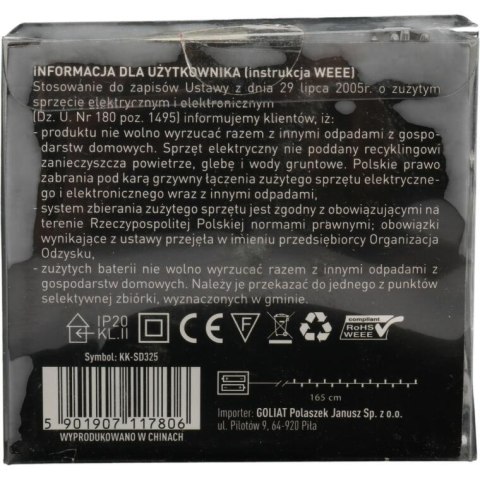 INFORMACJA DLA UŻYTKOWNIKA (instrukcja WEEE)
Stosowanie do zapisów Ustawy z dnia 29 lipca 2005r. o zużytym
sprzęcie elektrycznym i elektronicznym
(Dz. U. Nr 180 poz. 1495) informujemy klientów, iż:
- produktu nie wolno wyrzucać razem z innymi odpadami z gospo-
darstw domowych. Sprzęt elektryczny nie poddany recyklingowi
zanieczyszcza powietrze, glebę i wody gruntowe. Polskie prawo
zabrania pod karą grzywny łączenia zużytego sprzętu elektryczne-
go i elektronicznego wraz z innymi odpadami,
- system zbierania zużytego sprzętu jest zgodny z obowiązującymi na
terenie Rzeczypospolitej Polskiej normami prawnymi; obowiązki
wynikające z ustawy przejęła w imieniu przedsiębiorcy Organizacja
Odzysku,
- zużytych baterii nie wolno wyrzucać razem z innymi odpadami z
gospodarstw domowych. Należy je przekazać do jednego z punktów
selektywnej zbiórki, wyznaczonych w gminie.
IP20
KL.II
CE
F
compliant
RoHS
WEEE
Symbol: KK-SD325
5 901907 117806
WYPRODUKOWANO W CHINACH
165 cm
Importer: GOLIAT Polaszek Janusz Sp. z o.o.
ul. Pilotów 9, 64-920 Piła